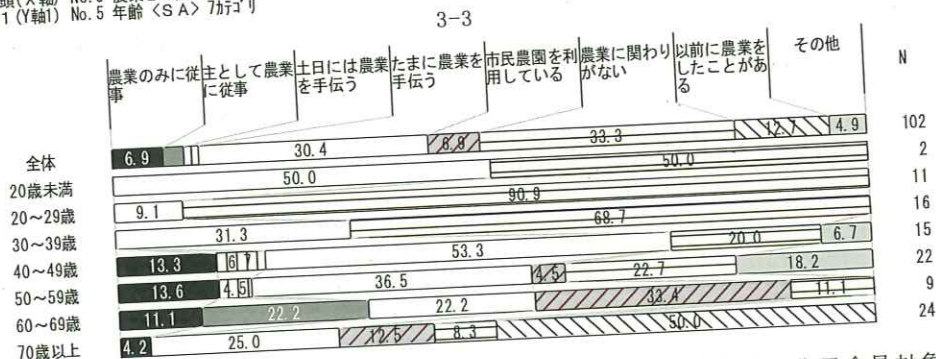 1(Y軸1) No.5 年齢 <SA> 7カテゴリ
3-3
農業のみに従事
主として農業に従事
土日には農業を手伝う
たまに農業を手伝う
市民農園を利用している
農業に関わりがない
以前に農業をしたことがある
その他
N
全体 6.9 30.4 6.9 33.3 12.7 4.9 102
20歳未満 50.0 50.0 2
20～29歳 9.1 90.9 11
30～39歳 31.3 68.7 16
40～49歳 13.3 6.7 53.3 20.0 6.7 15
50～59歳 13.6 4.5 36.5 4.5 22.7 18.2 22
60～69歳 11.1 22.2 22.2 33.4 11.1 9
70歳以上 4.2 25.0 12.5 8.3 50.0 24